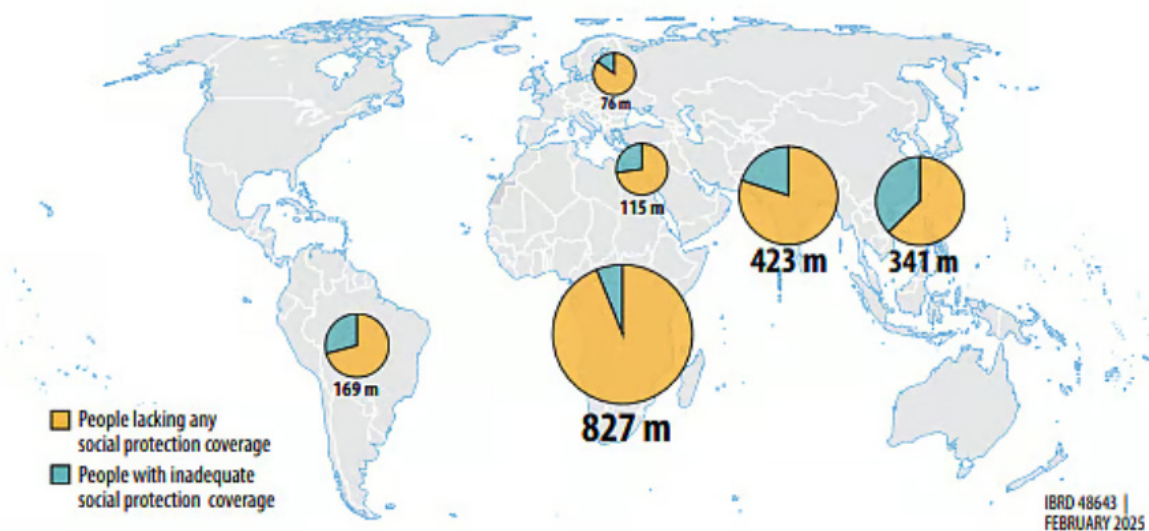 76 m
115 m
423 m
341 m
827 m
169 m
People lacking any
social protection coverage
People with inadequate
social protection coverage
IBRD 48643 |
FEBRUARY 2025